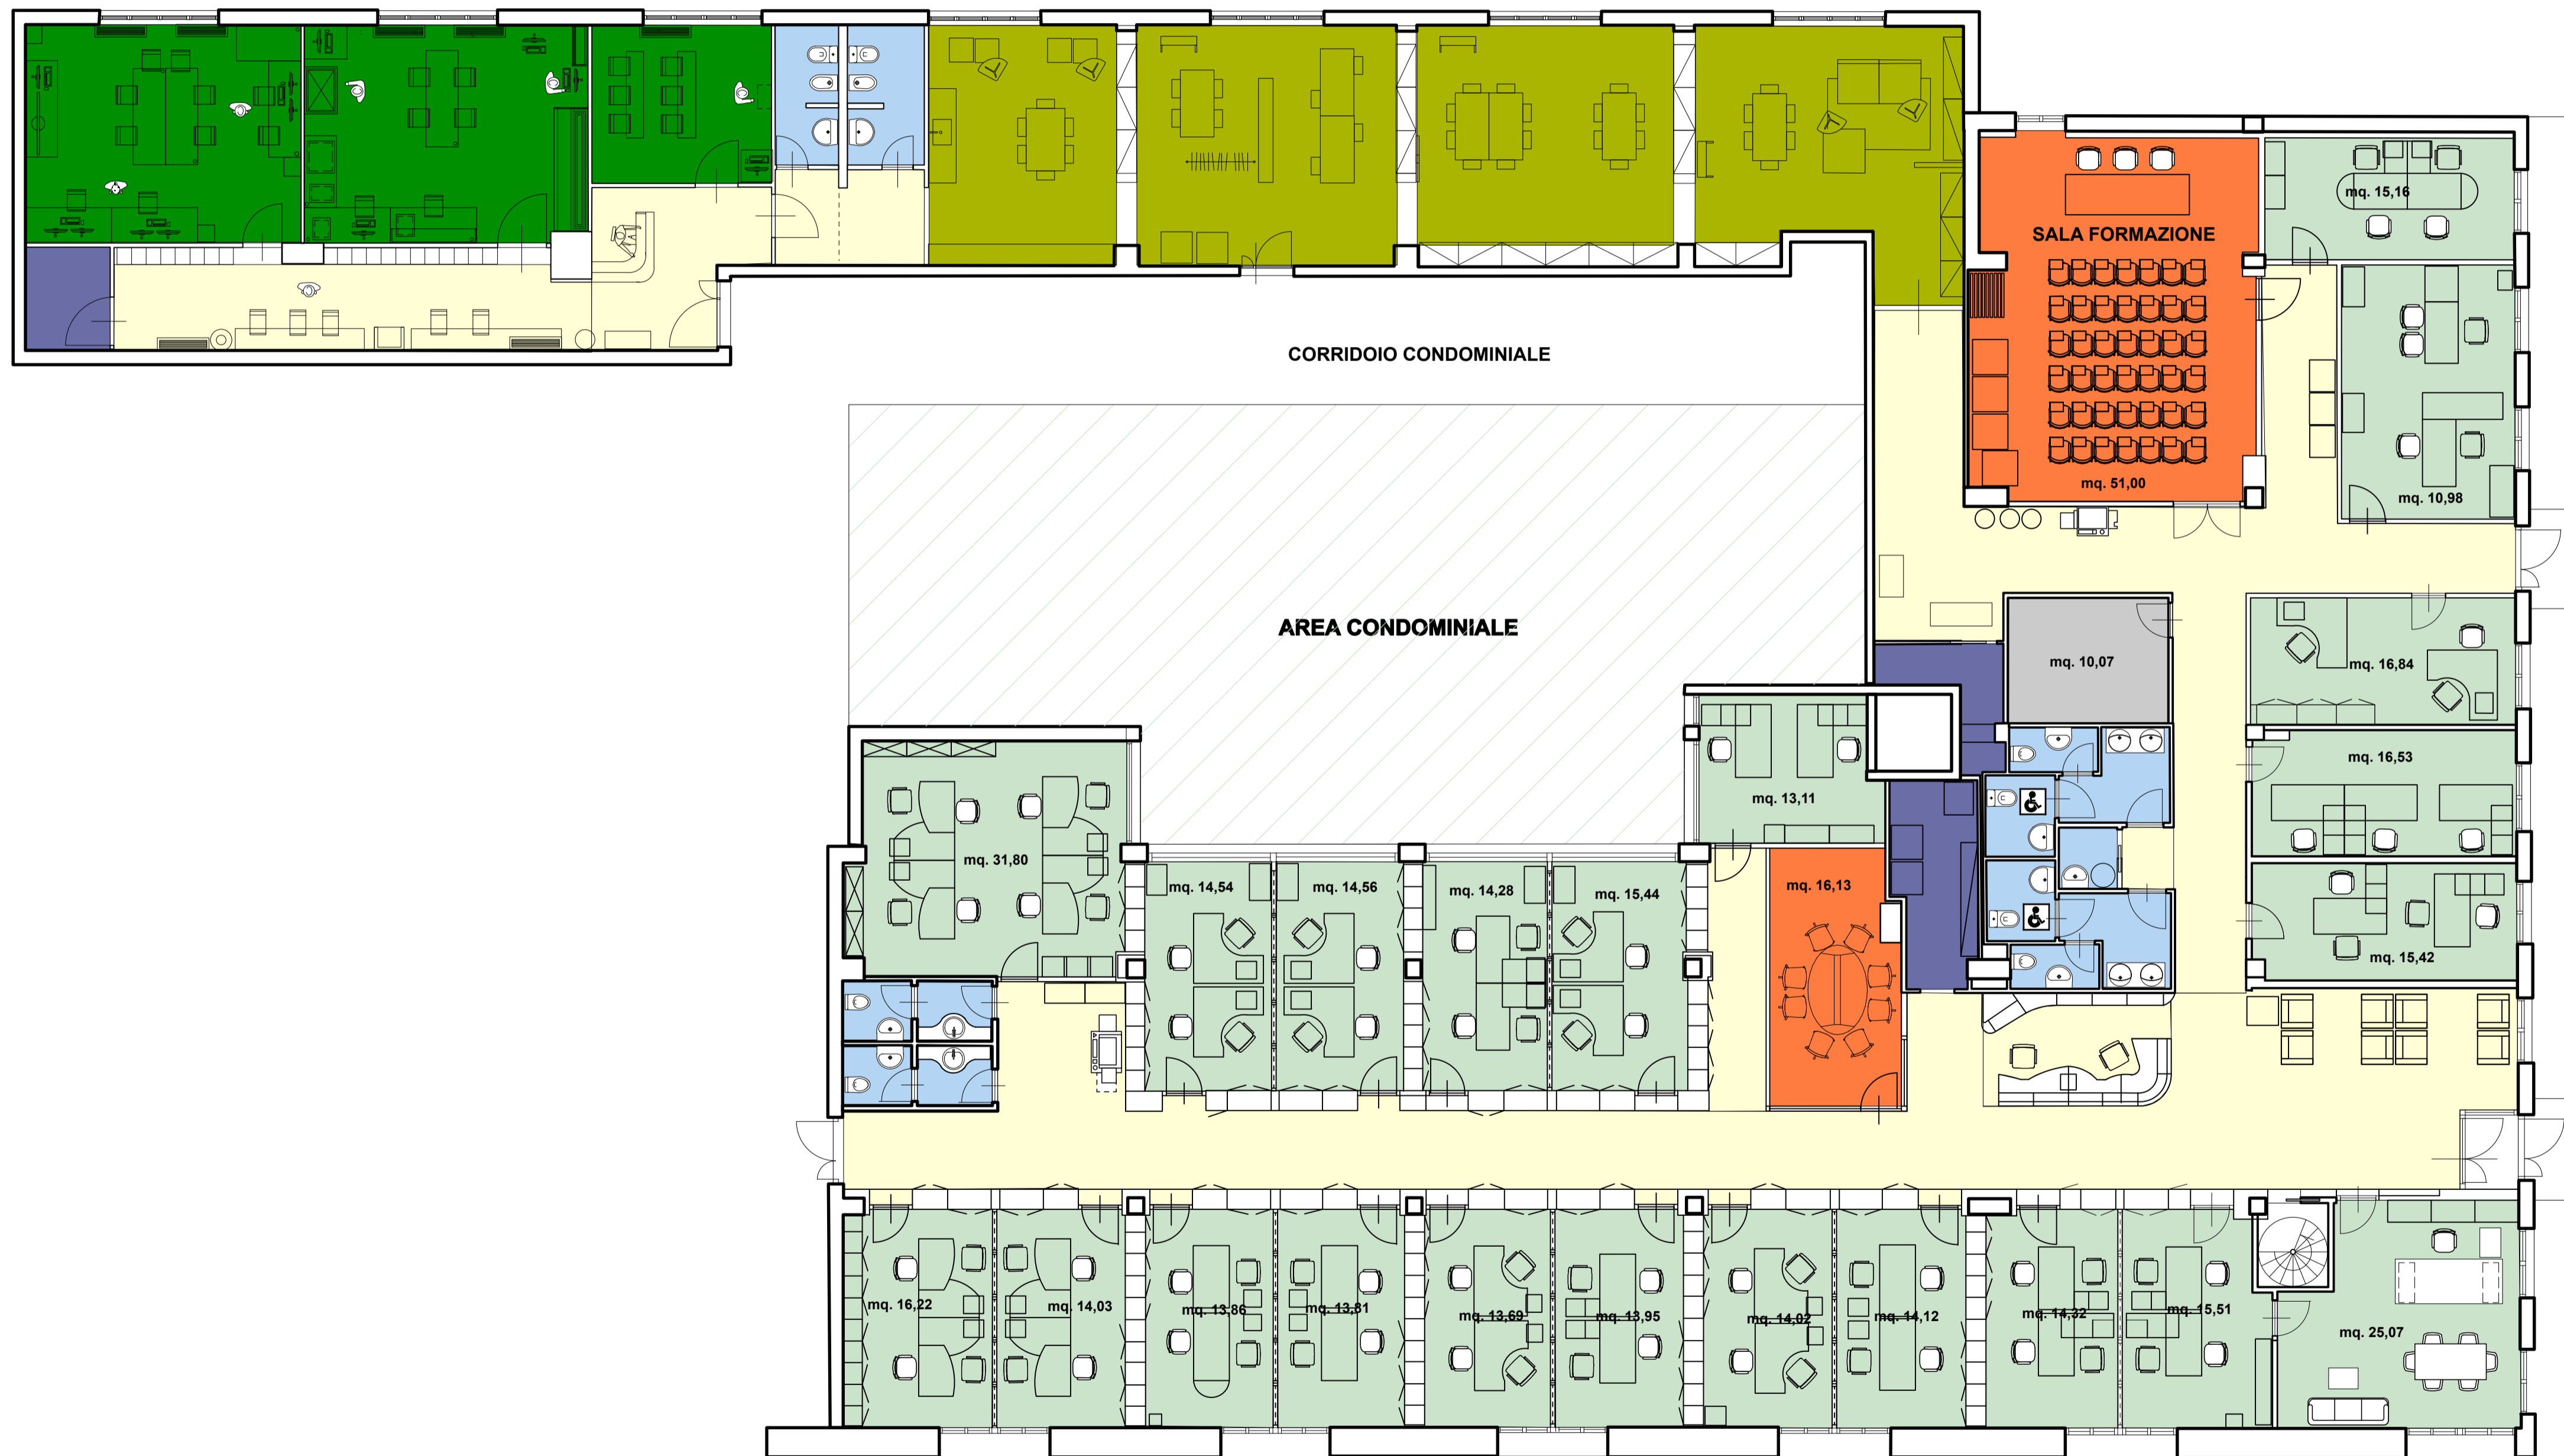 mq. 15,16
SALA FORMAZIONE
CORRIDOIO CONDOMINIALE
mq. 51,00
mq. 10,98
AREA CONDOMINIALE
mq. 10,07
mq. 16,84
mq. 16,53
mq. 13,11
mq. 31,80
mq. 14,54
mq. 14,56
mq. 14,28
mq. 15,44
mq. 16,13
mq. 15,42
mq. 16,22
mq. 14,03
mq. 13,86
mq. 13,81
mq. 13,69
mq. 13,95
mq. 14,02
mq. 14,12
mq. 14,32
mq. 15,51
mq. 25,07